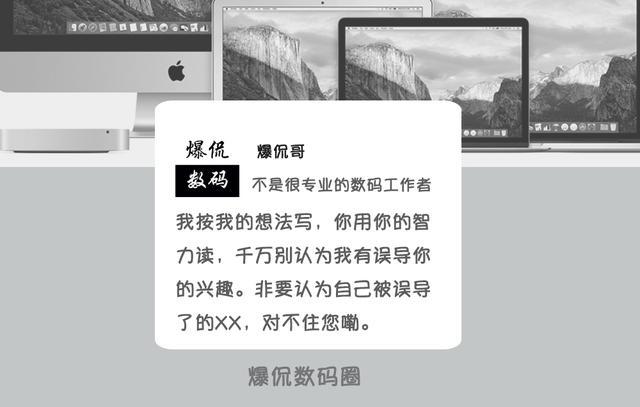 爆侃 爆侃哥
数码 不是很专业的数码工作者
我按我的想法写，你用你的智
力读，千万别认为我有误导你
的兴趣。非要认为自己被误导
了的XX，对不住您嘞。
爆侃数码圈